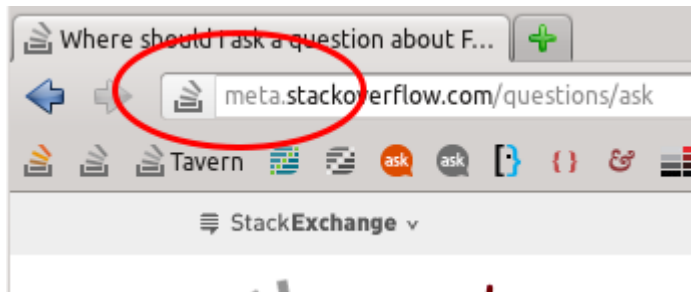 Where should I ask a question about F...
meta.stackoverflow.com/questions/ask
Tavern ask ask
StackExchange